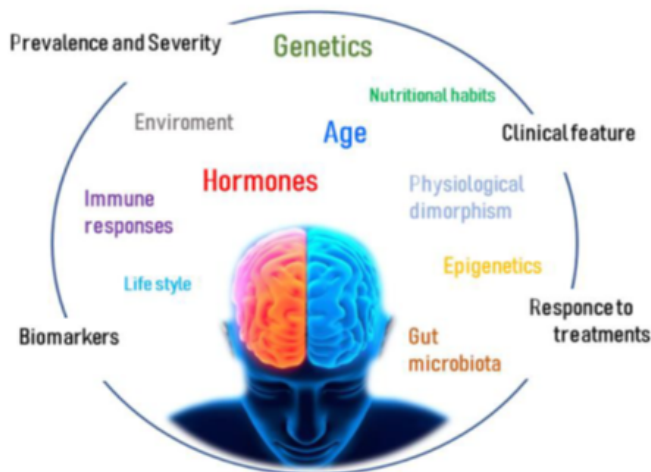 Prevalence and Severity
Genetics
Nutritional habits
Enviroment
Age
Clinical feature
Hormones
Physiological
dimorphism
Immune
responses
Epigenetics
Life style
Responce to
treatments
Biomarkers
Gut
microbiota